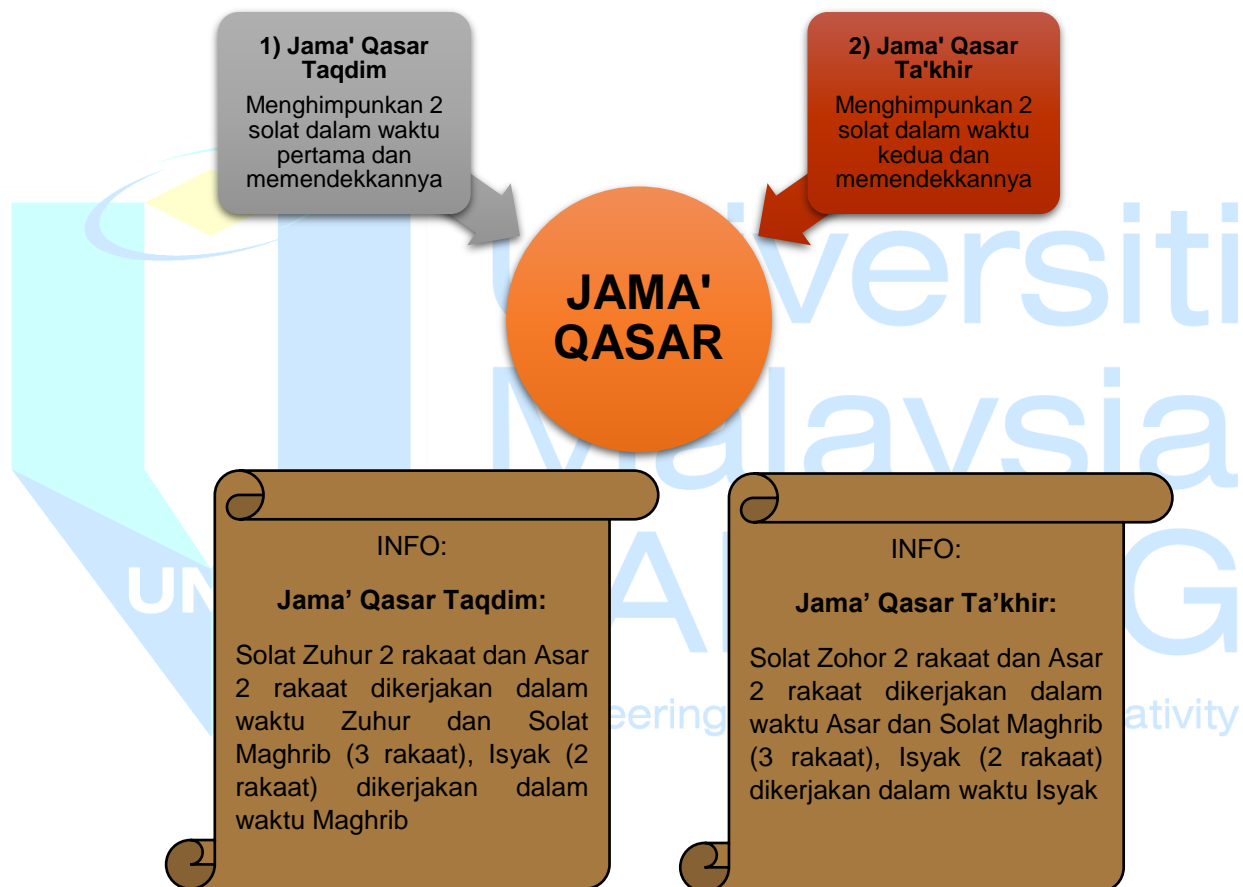 1) Jama' Qasar
Taqdim
Menghimpunkan 2
solat dalam waktu
pertama dan
memendekkannya
2) Jama' Qasar
Ta'khir
Menghimpunkan 2
solat dalam waktu
kedua dan
memendekkannya
JAMA'
QASAR
INFO:
Jama’ Qasar Taqdim:
Solat Zuhur 2 rakaat dan Asar
2 rakaat dikerjakan dalam
waktu Zuhur dan Solat
Maghrib (3 rakaat), Isyak (2
rakaat) dikerjakan dalam
waktu Maghrib
INFO:
Jama’ Qasar Ta’khir:
Solat Zohor 2 rakaat dan Asar
2 rakaat dikerjakan dalam
waktu Asar dan Solat Maghrib
(3 rakaat), Isyak (2 rakaat)
dikerjakan dalam waktu Isyak
Universiti
Malaysia